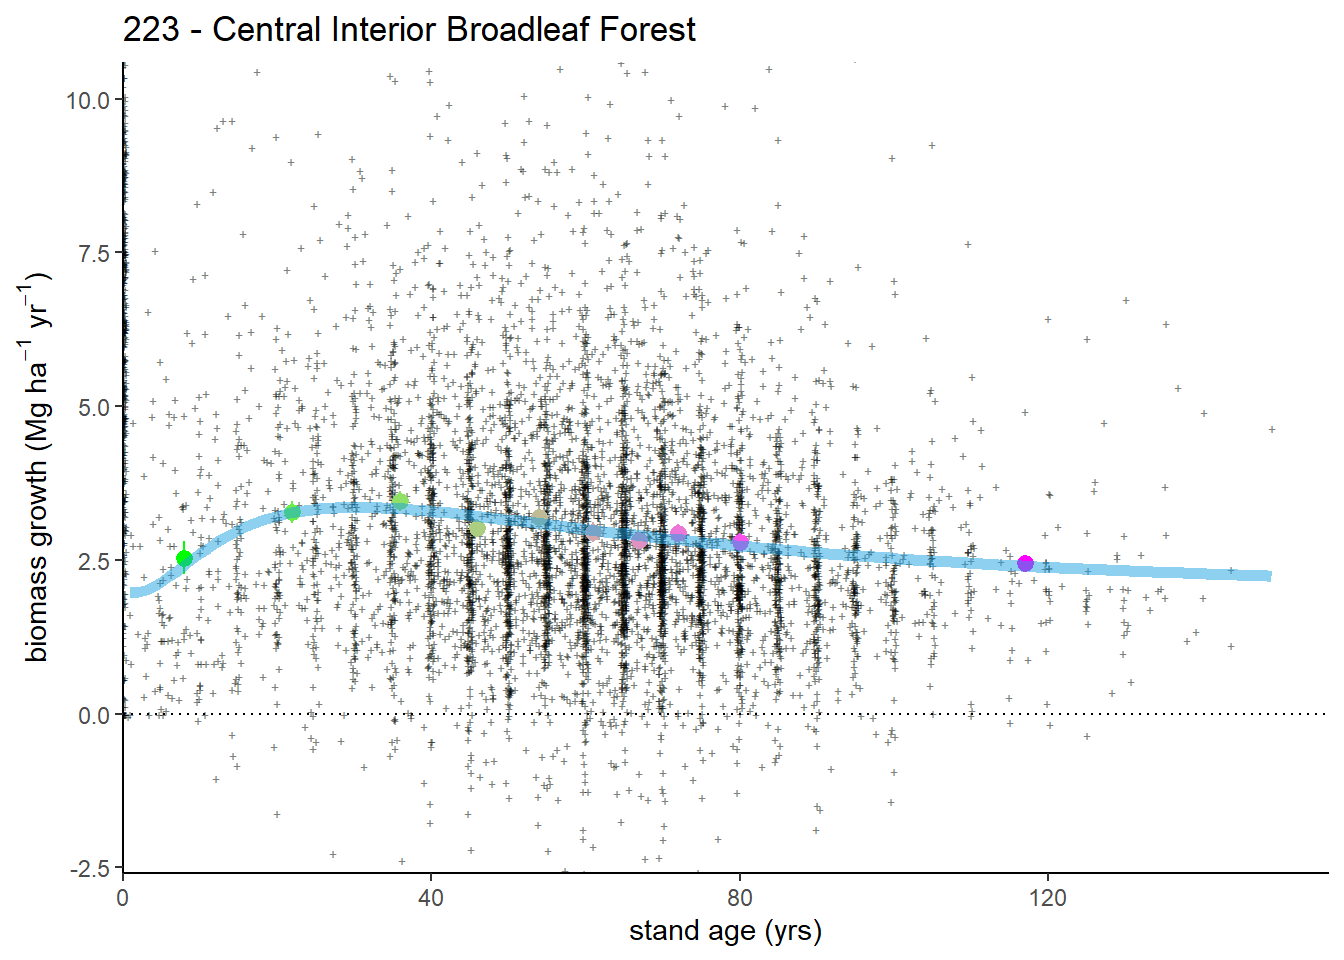 223 - Central Interior Broadleaf Forest
10.0
7.5
5.0
2.5
0.0
-2.5
biomass growth (Mg ha⁻¹ yr⁻¹)
0 40 80 120
stand age (yrs)